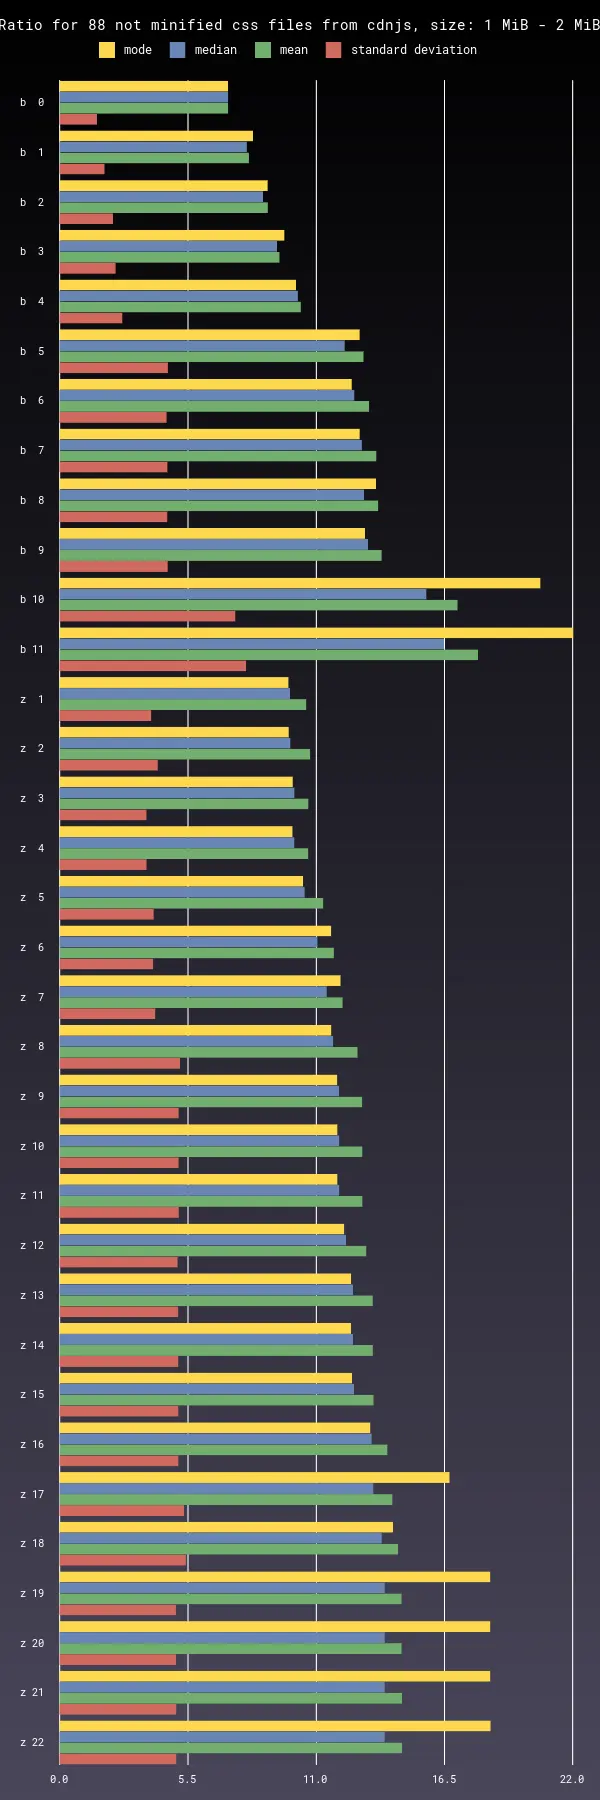 Ratio for 88 not minified css files from cdnjs, size: 1 MiB - 2 MiB
mode median mean standard deviation
b 0
b 1
b 2
b 3
b 4
b 5
b 6
b 7
b 8
b 9
b 10
b 11
z 1
z 2
z 3
z 4
z 5
z 6
z 7
z 8
z 9
z 10
z 11
z 12
z 13
z 14
z 15
z 16
z 17
z 18
z 19
z 20
z 21
z 22
0.0 5.5 11.0 16.5 22.0